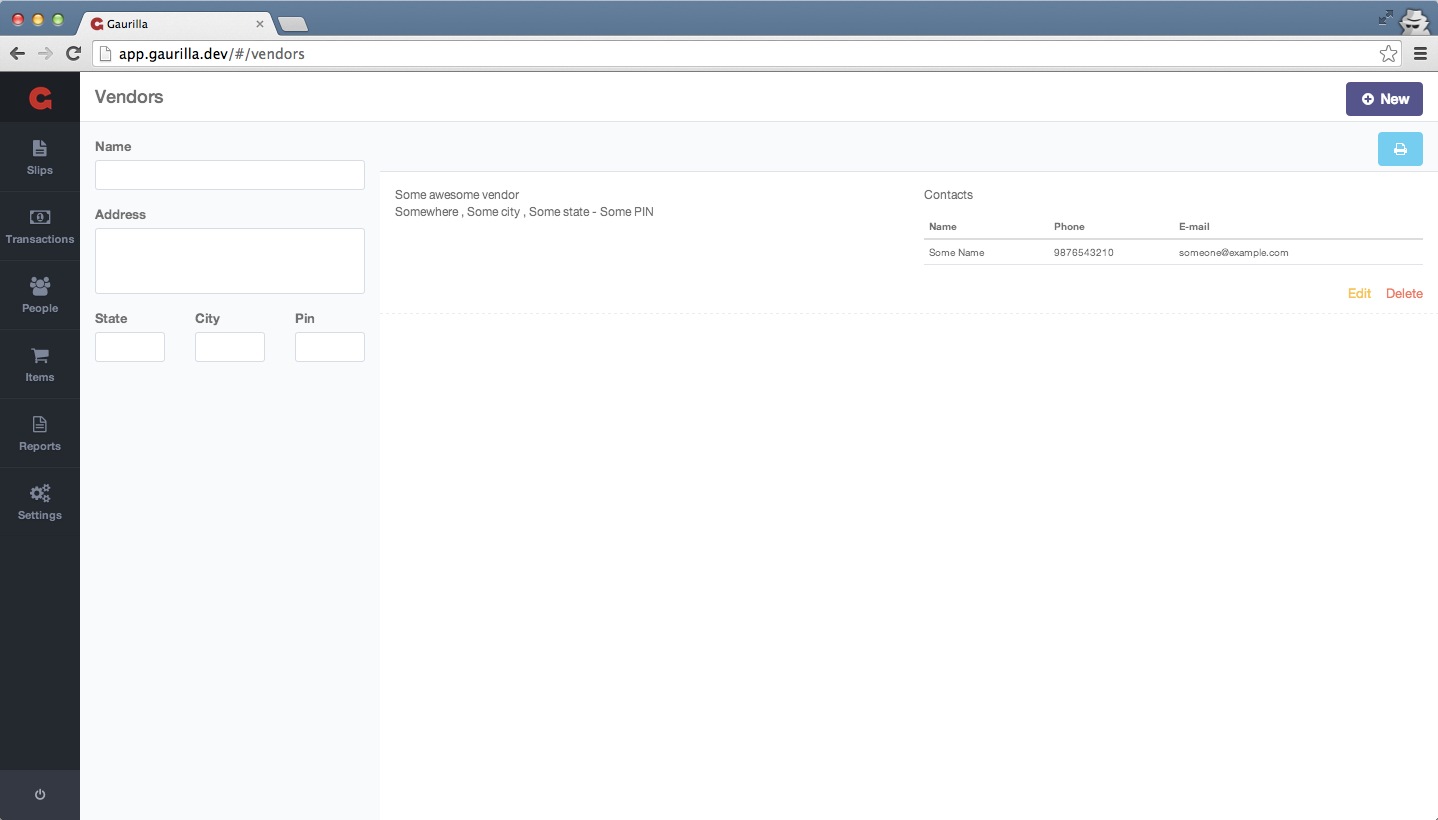 Gaurilla
app.gaurilla.dev/#/vendors
Vendors
New
Slips
Transactions
People
Items
Reports
Settings
Name
Address
State City Pin
Some awesome vendor
Somewhere , Some city , Some state - Some PIN
Contacts
Name Phone E-mail
Some Name 9876543210 someone@example.com
Edit Delete